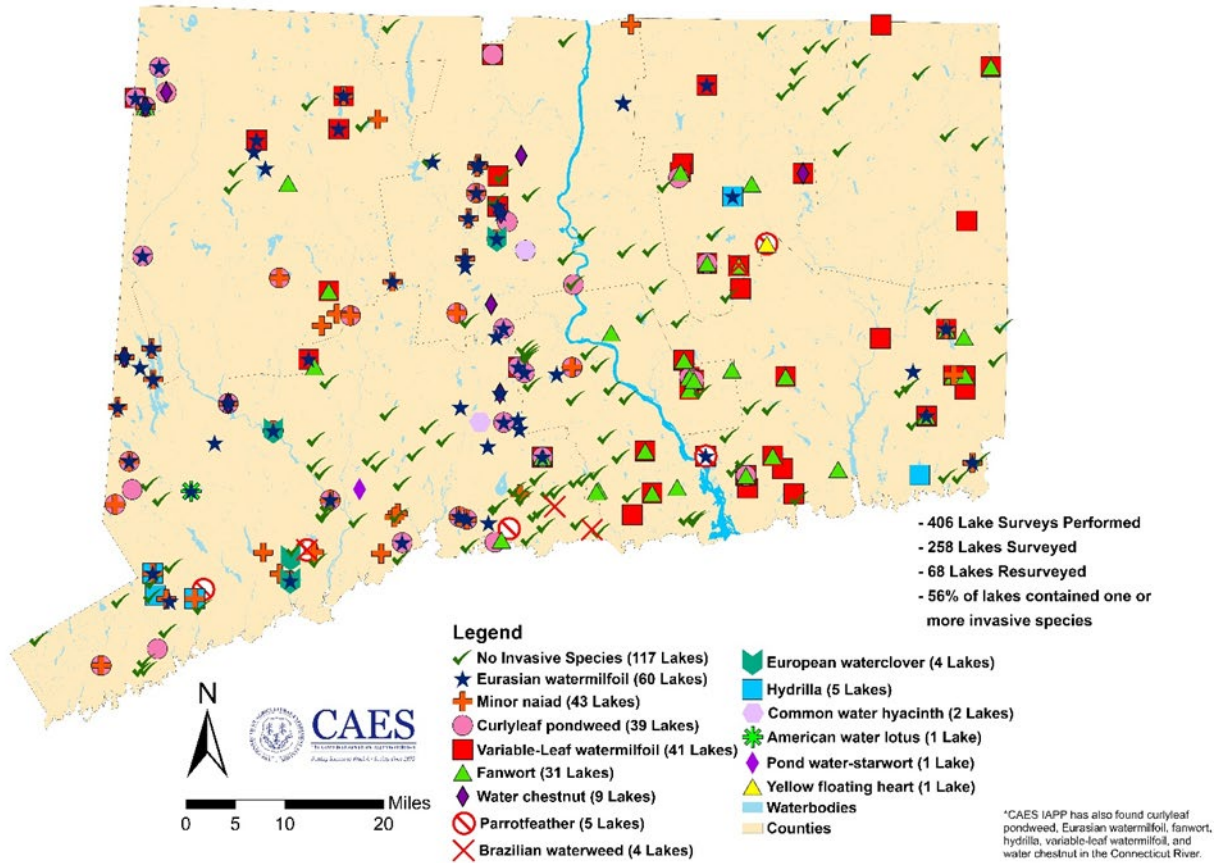 - 406 Lake Surveys Performed
- 258 Lakes Surveyed
- 68 Lakes Resurveyed
- 56% of lakes contained one or
more invasive species
Legend
No Invasive Species (117 Lakes)
Eurasian watermilfoil (60 Lakes)
Minor naiad (43 Lakes)
Curlyleaf pondweed (39 Lakes)
Variable-Leaf watermilfoil (41 Lakes)
Fanwort (31 Lakes)
Water chestnut (9 Lakes)
Parrotfeather (5 Lakes)
Brazilian waterweed (4 Lakes)
European waterclover (4 Lakes)
Hydrilla (5 Lakes)
Common water hyacinth (2 Lakes)
American water lotus (1 Lake)
Pond water-starwort (1 Lake)
Yellow floating heart (1 Lake)
Waterbodies
Counties
N
CAES
Miles
0 5 10 20
*CAES IAPP has also found curlyleaf
pondweed, Eurasian watermilfoil, fanwort,
hydrilla, variable-leaf watermilfoil, and
water chestnut in the Connecticut River.